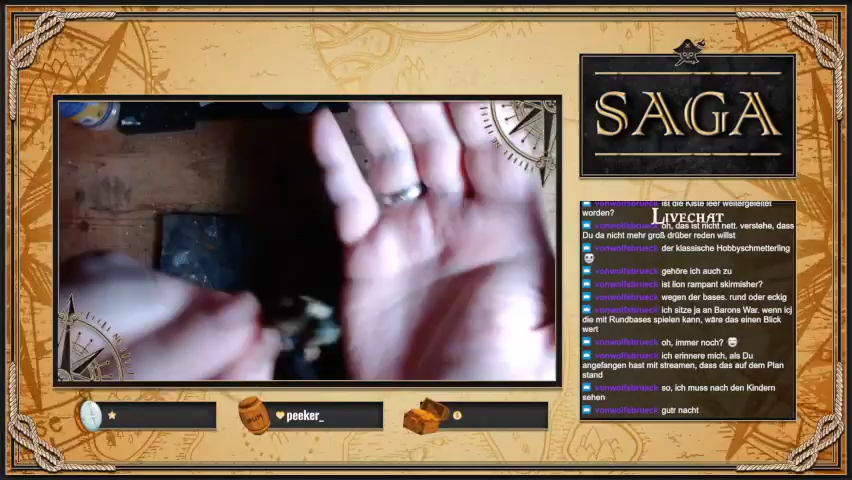 SAGA
vonwolfsbrueck ist die Kiste leer weitergeleitet
worden?
LIVECHAT
oh, das ist nicht nett. verstehe, dass
Du da nicht mehr groß drüber reden willst
vonwolfsbrueck der klassische Hobbyschmetterling
vonwolfsbrueck gehöre ich auch zu
vonwolfsbrueck ist lion rampant skirmisher?
vonwolfsbrueck wegen der bases. rund oder eckig
vonwolfsbrueck ich sitze ja an Barons War. wenn icj
die mit Rundbases spielen kann, wäre das einen Blick
wert
vonwolfsbrueck oh, immer noch?
vonwolfsbrueck ich erinnere mich, als Du
angefangen hast mit streamen, dass das auf dem Plan
stand
vonwolfsbrueck so, ich muss nach den Kindern
sehen
vonwolfsbrueck gutr nacht
RUM
peeker_